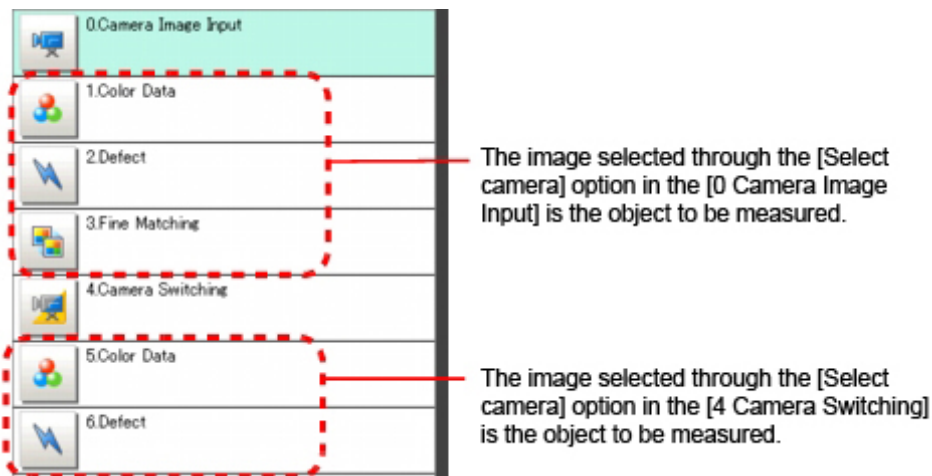 0.Camera Image Input
1.Color Data
2.Defect
3.Fine Matching
4.Camera Switching
5.Color Data
6.Defect
The image selected through the [Select
camera] option in the [0 Camera Image
Input] is the object to be measured.
The image selected through the [Select
camera] option in the [4 Camera Switching]
is the object to be measured.